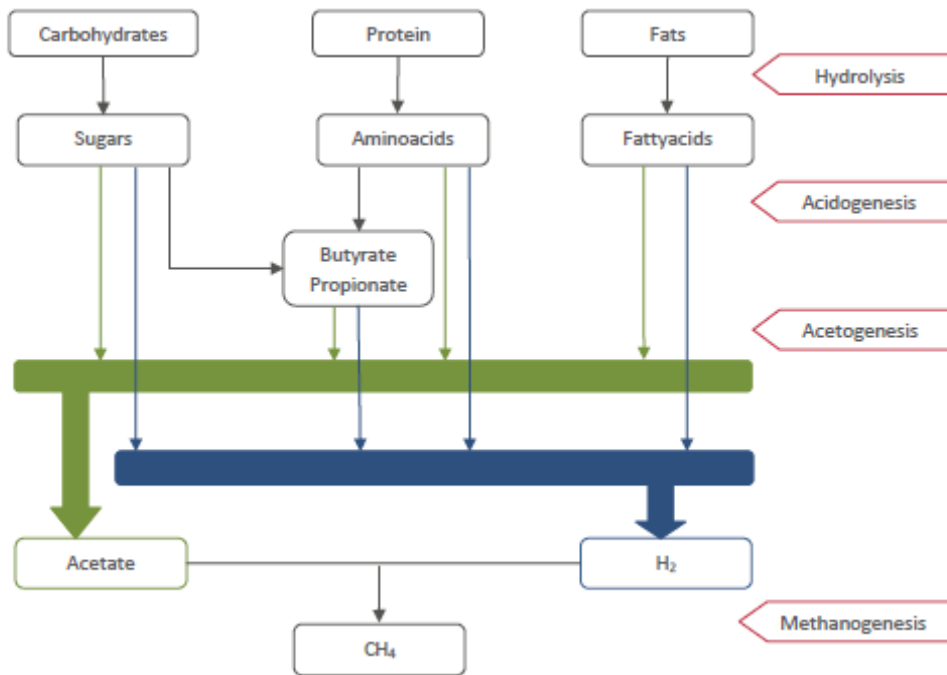 Carbohydrates
Protein
Fats
Hydrolysis
Sugars
Aminoacids
Fattyacids
Acidogenesis
Butyrate
Propionate
Acetogenesis
Acetate
H₂
Methanogenesis
CH₄